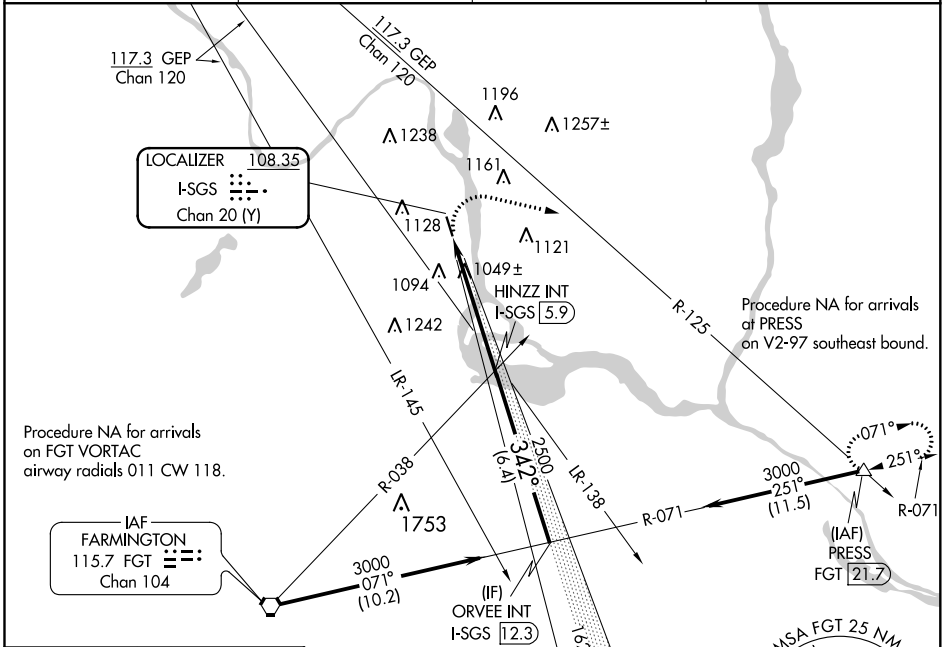 117.3 GEP
Chan 120
117.3 GEP
Chan 120
1196
1257±
1238
1161
LOCALIZER 108.35
I-SGS
Chan 20 (Y)
1128
1121
1094
1049±
HINZZ INT
I-SGS 5.9
1242
R-125
Procedure NA for arrivals
at PRESS
on V2-97 southeast bound.
LR-145
Procedure NA for arrivals
on FGT VORTAC
airway radials 011 CW 118.
R-038
342°
(6.4)
2500
LR-138
071°
251°
R-071
3000
251°
(11.5)
R-071
1753
IAF
FARMINGTON
115.7 FGT
Chan 104
3000
071°
(10.2)
(IAF)
PRESS
FGT 21.7
(IF)
ORVEE INT
I-SGS 12.3
MSA FGT 25 NM